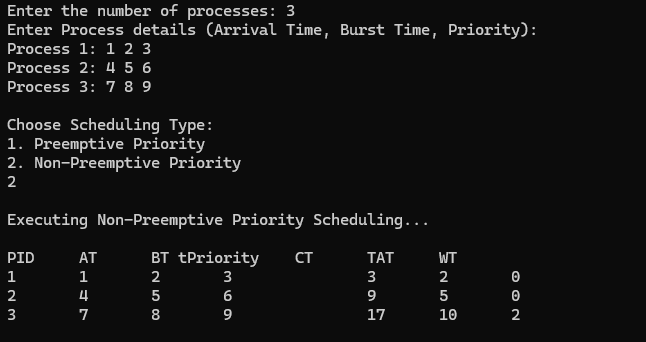 Enter the number of processes: 3
Enter Process details (Arrival Time, Burst Time, Priority):
Process 1: 1 2 3
Process 2: 4 5 6
Process 3: 7 8 9

Choose Scheduling Type:
1. Preemptive Priority
2. Non-Preemptive Priority
2

Executing Non-Preemptive Priority Scheduling...

PID     AT      BT tPriority    CT      TAT     WT
1       1       2       3               3       2       0
2       4       5       6               9       5       0
3       7       8       9               17      10      2